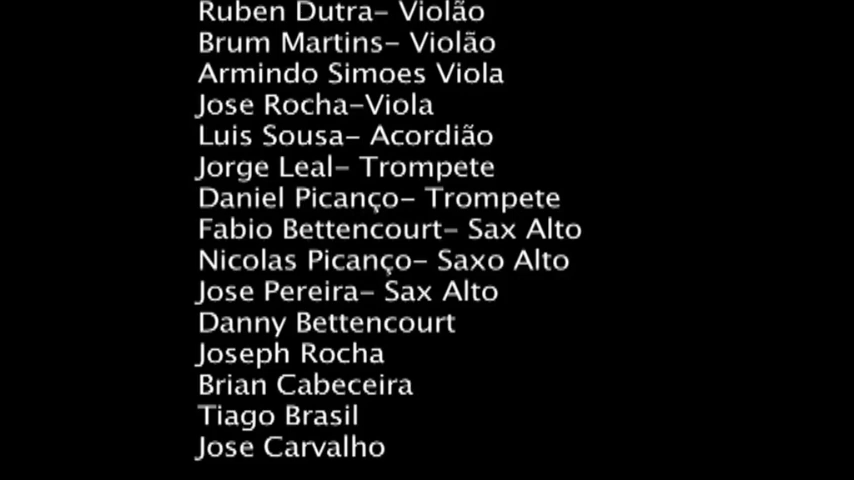 Ruben Dutra- Violão
Brum Martins- Violão
Armindo Simoes Viola
Jose Rocha-Viola
Luis Sousa- Acordião
Jorge Leal- Trompete
Daniel Picanço- Trompete
Fabio Bettencourt- Sax Alto
Nicolas Picanço- Saxo Alto
Jose Pereira- Sax Alto
Danny Bettencourt
Joseph Rocha
Brian Cabeceira
Tiago Brasil
Jose Carvalho